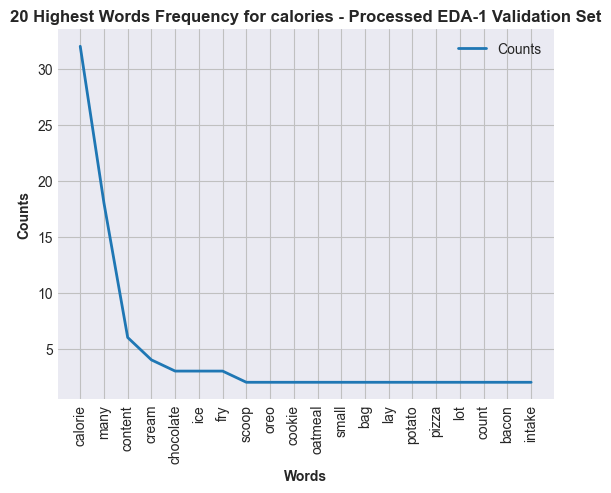 20 Highest Words Frequency for calories - Processed EDA-1 Validation Set
Counts
30
25
20
15
10
5
Counts
calorie
many
content
cream
chocolate
ice
fry
scoop
oreo
cookie
oatmeal
small
bag
lay
potato
pizza
lot
count
bacon
intake
Words